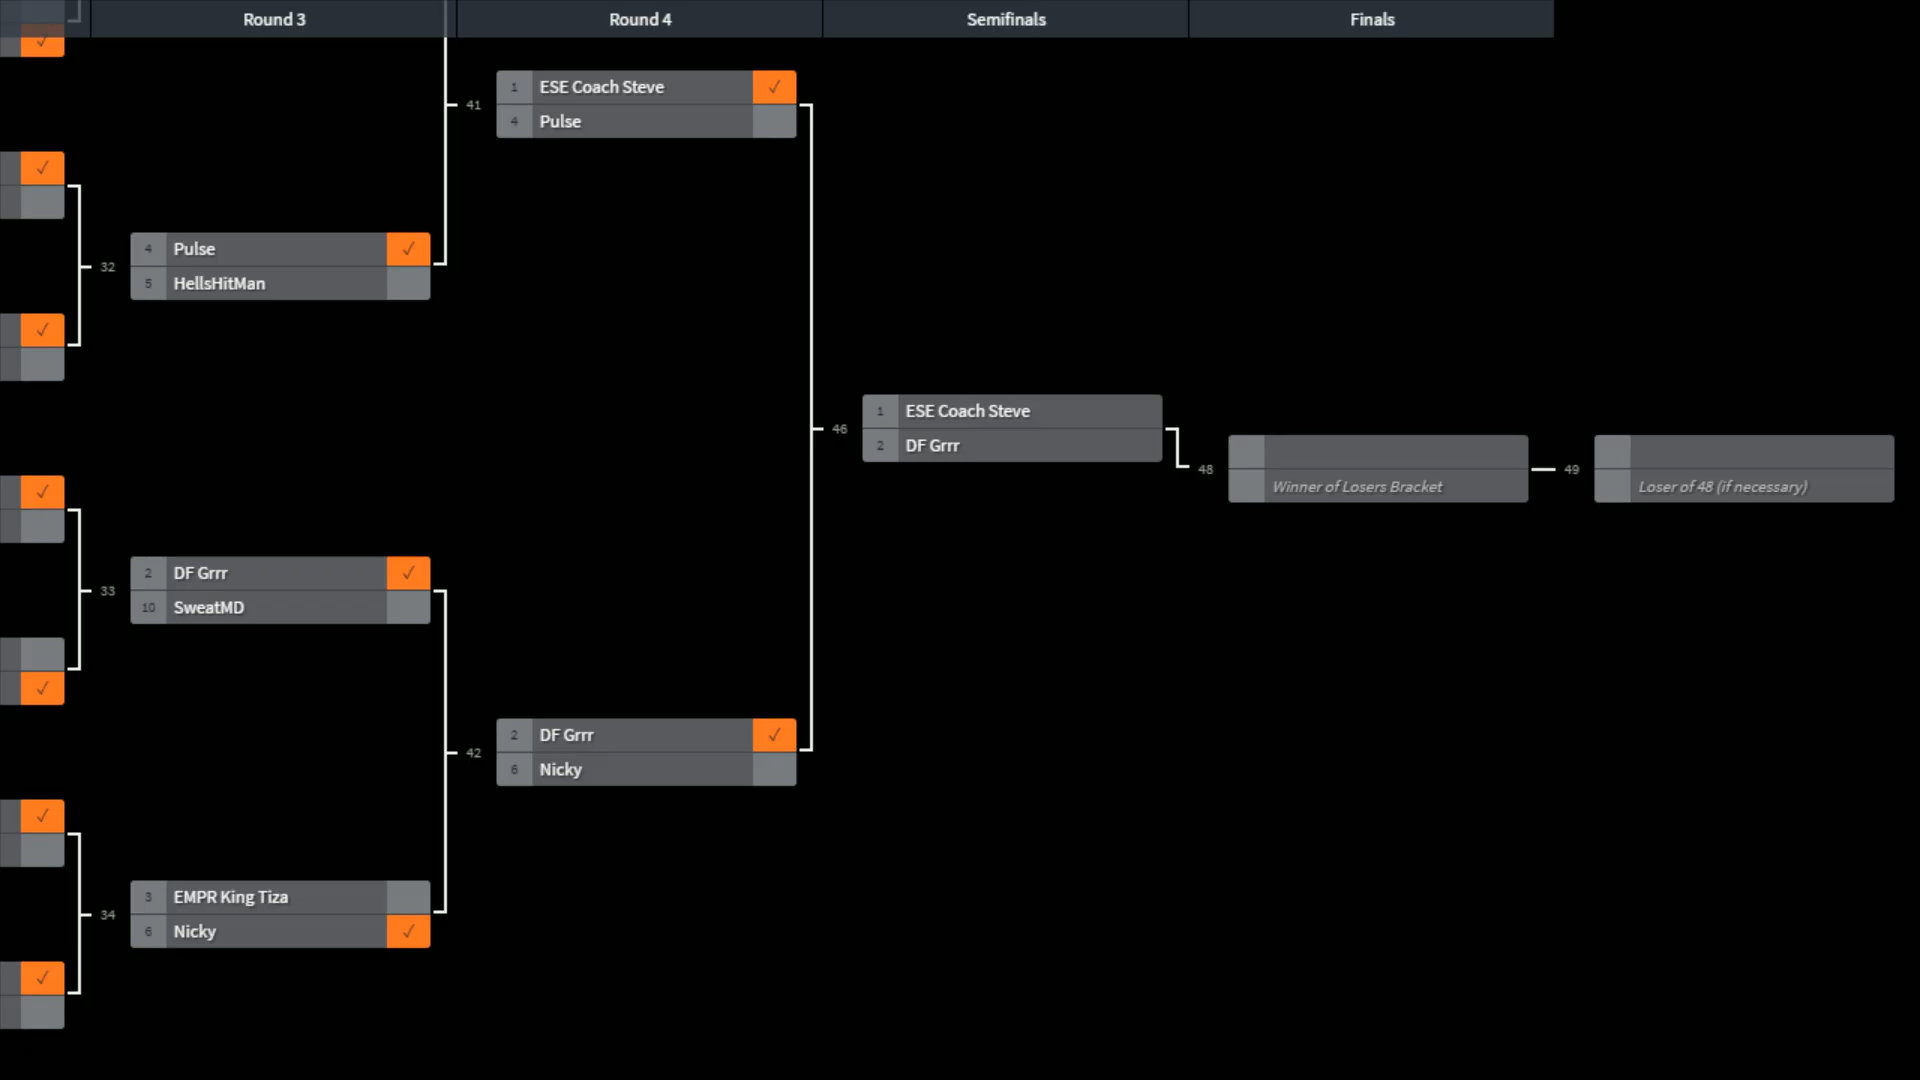 Round 3
Round 4
Semifinals
Finals
41
1 ESE Coach Steve ✓
4 Pulse
✓
✓
32
4 Pulse ✓
5 HellsHitMan
✓
46
1 ESE Coach Steve
2 DF Grrr
48
Winner of Losers Bracket
49
Loser of 48 (if necessary)
✓
33
2 DF Grrr ✓
10 SweatMD
✓
42
2 DF Grrr ✓
6 Nicky
✓
34
3 EMPR King Tiza
6 Nicky ✓
✓